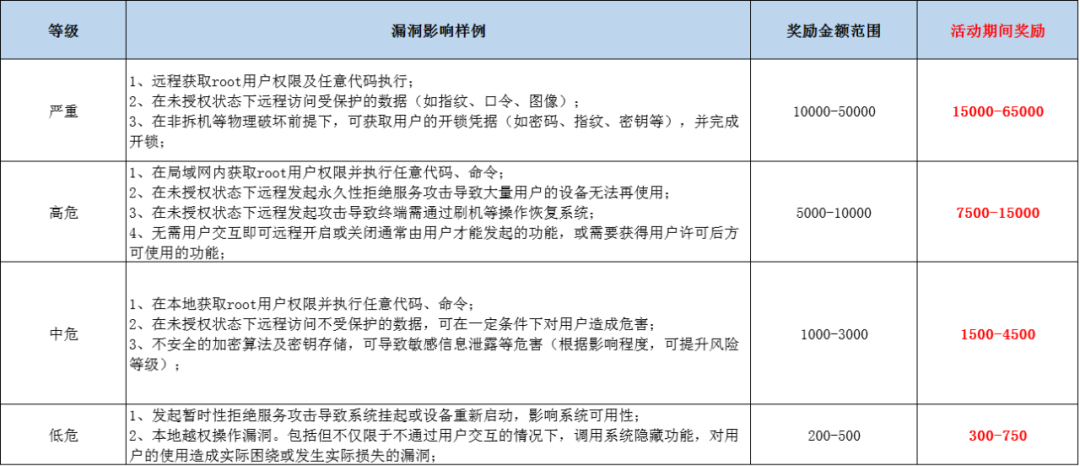 等级 漏洞影响样例 奖励金额范围 活动期间奖励
严重
1、远程获取root用户权限及任意代码执行；
2、在未授权状态下远程访问受保护的数据（如指纹、口令、图像）；
3、在非拆机等物理破坏前提下，可获取用户的开锁凭据（如密码、指纹、密钥等），并完成
开锁；
10000-50000
15000-65000
高危
1、在局域网内获取root用户权限并执行任意代码、命令；
2、在未授权状态下远程发起永久性拒绝服务攻击导致大量用户的设备无法再使用；
3、在未授权状态下远程发起攻击导致终端需通过刷机等操作恢复系统；
4、无需用户交互即可远程开启或关闭通常由用户才能发起的功能，或需要获得用户许可后方
可使用的功能；
5000-10000
7500-15000
中危
1、在本地获取root用户权限并执行任意代码、命令；
2、在未授权状态下远程访问不受保护的数据，可在一定条件下对用户造成危害；
3、不安全的加密算法及密钥存储，可导致敏感信息泄露等危害（根据影响程度，可提升风险
等级）；
1000-3000
1500-4500
低危
1、发起暂时性拒绝服务攻击导致系统挂起或设备重新启动，影响系统可用性；
2、本地越权操作漏洞。包括但不仅限于不通过用户交互的情况下，调用系统隐藏功能，对用
户的使用造成实际困绕或发生实际损失的漏洞；
200-500
300-750